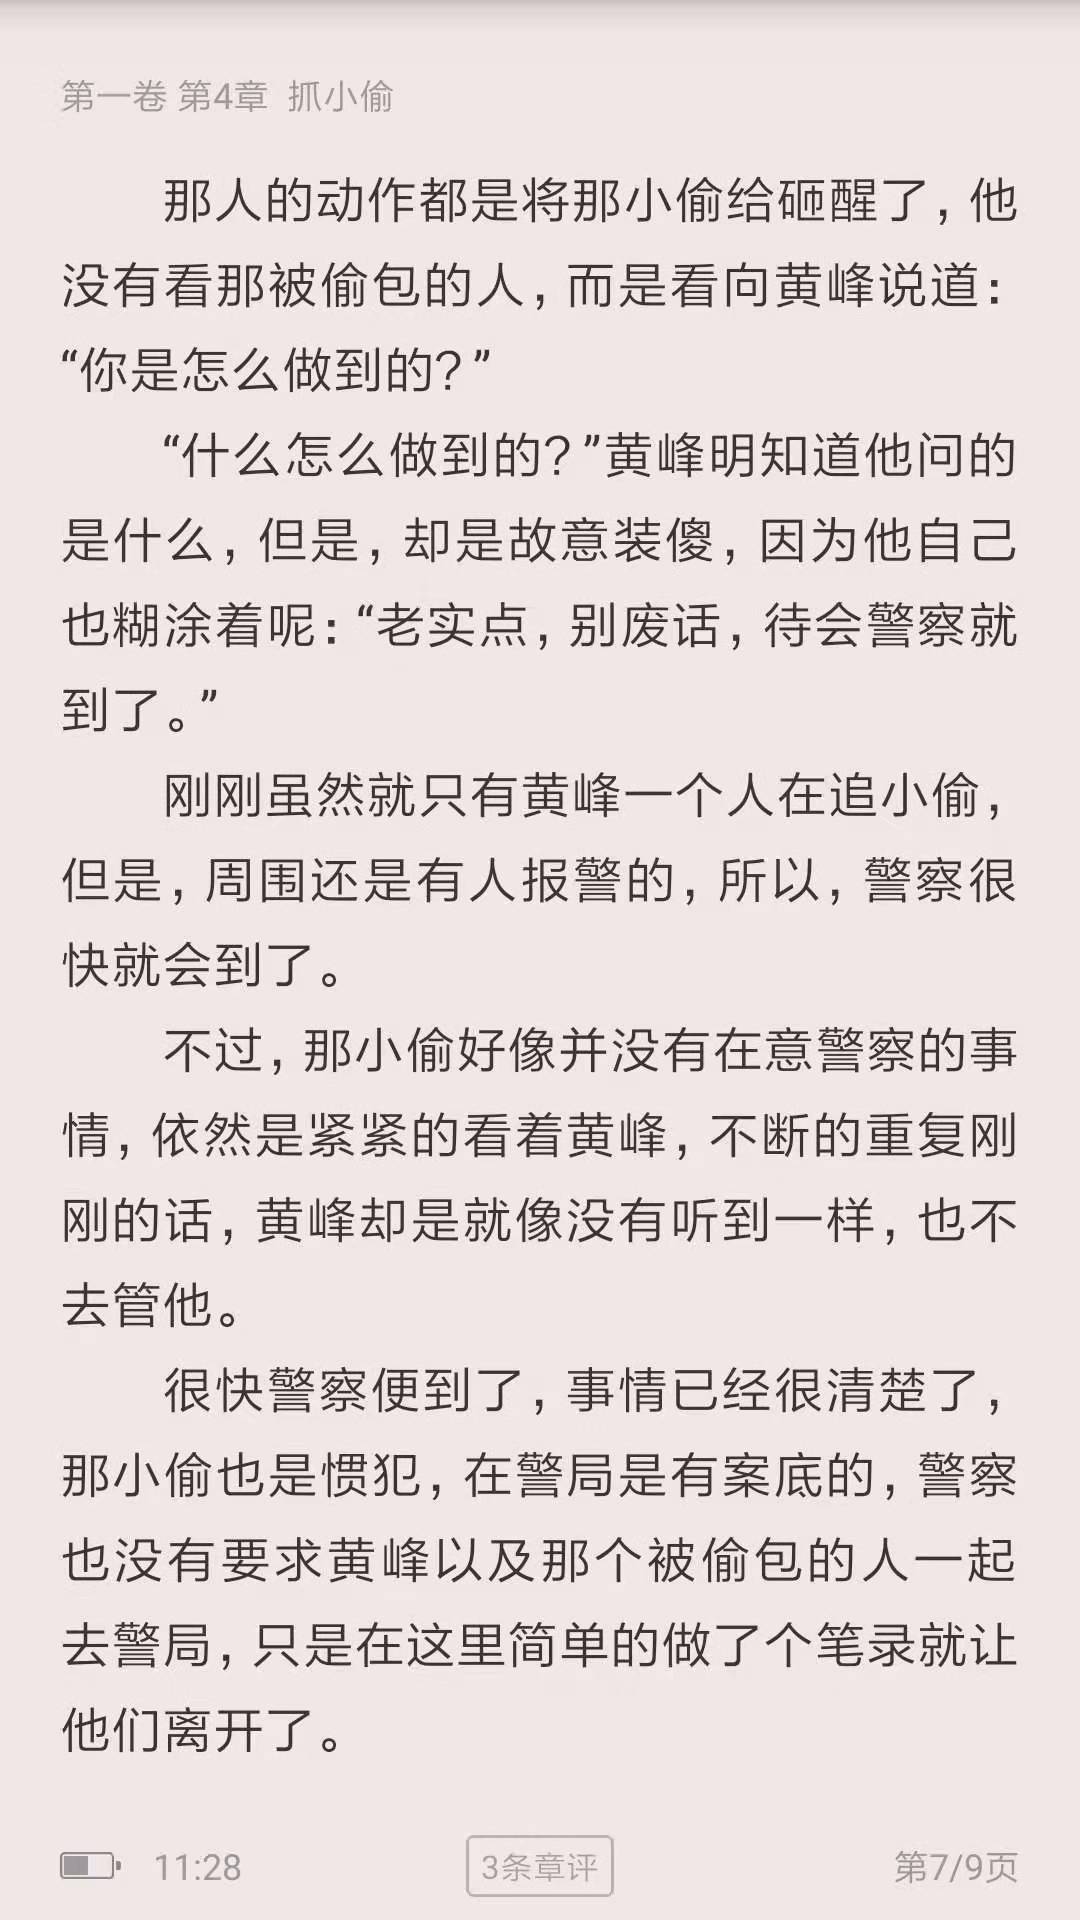 第一卷 第4章 抓小偷
那人的动作都是将那小偷给砸醒了，他
没有看那被偷包的人，而是看向黄峰说道：
“你是怎么做到的？”
“什么怎么做到的？”黄峰明知道他问的
是什么，但是，却是故意装傻，因为他自己
也糊涂着呢：“老实点，别废话，待会警察就
到了。”
刚刚虽然就只有黄峰一个人在追小偷，
但是，周围还是有人报警的，所以，警察很
快就会到了。
不过，那小偷好像并没有在意警察的事
情，依然是紧紧的看着黄峰，不断的重复刚
刚的话，黄峰却是就像没有听到一样，也不
去管他。
很快警察便到了，事情已经很清楚了，
那小偷也是惯犯，在警局是有案底的，警察
也没有要求黄峰以及那个被偷包的人一起
去警局，只是在这里简单的做了个笔录就让
他们离开了。
11:28
3条章评
第7/9页